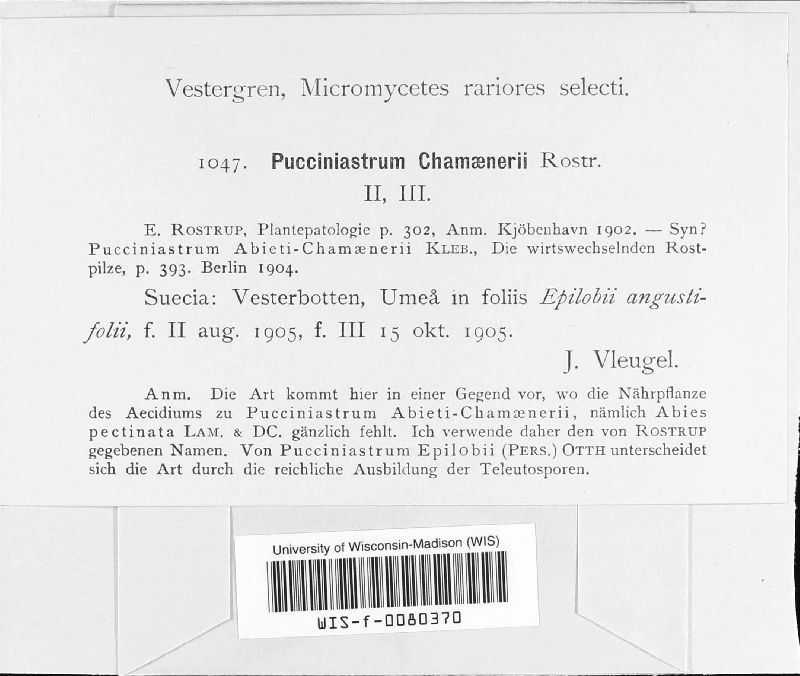 Vestergren, Micromycetes rariores selecti.
1047. Pucciniastrum Chamænerii Rostr.
II, III.
E. ROSTRUP, Plantepatologie p. 302, Anm. Kjöbenhavn 1902. — Syn?
Pucciniastrum Abieti-Chamænerii KLEB., Die wirtswechselnden Rost-
pilze, p. 393. Berlin 1904.
Suecia: Vesterbotten, Umeå in foliis Epilobii angusti-
folii, f. II aug. 1905, f. III 15 okt. 1905.
J. Vleugel.
Anm. Die Art kommt hier in einer Gegend vor, wo die Nährpflanze
des Aecidiums zu Pucciniastrum Abieti-Chamænerii, nämlich Abies
pectinata LAM. & DC. gänzlich fehlt. Ich verwende daher den von ROSTRUP
gegebenen Namen. Von Pucciniastrum Epilobii (PERS.) OTTH unterscheidet
sich die Art durch die reichliche Ausbildung der Teleutosporen.
University of Wisconsin-Madison (WIS)
WIS-f-0080370